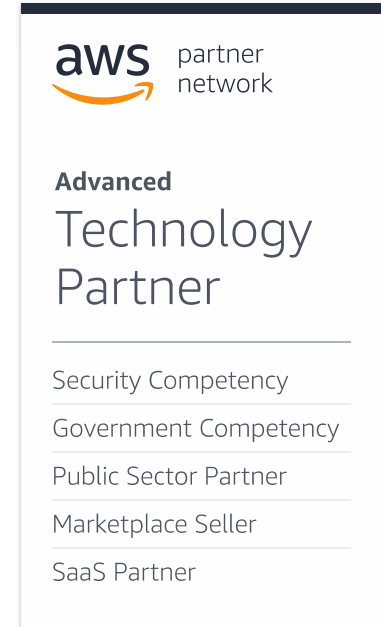 aws
partner
network
Advanced
Technology
Partner
Security Competency
Government Competency
Public Sector Partner
Marketplace Seller
SaaS Partner